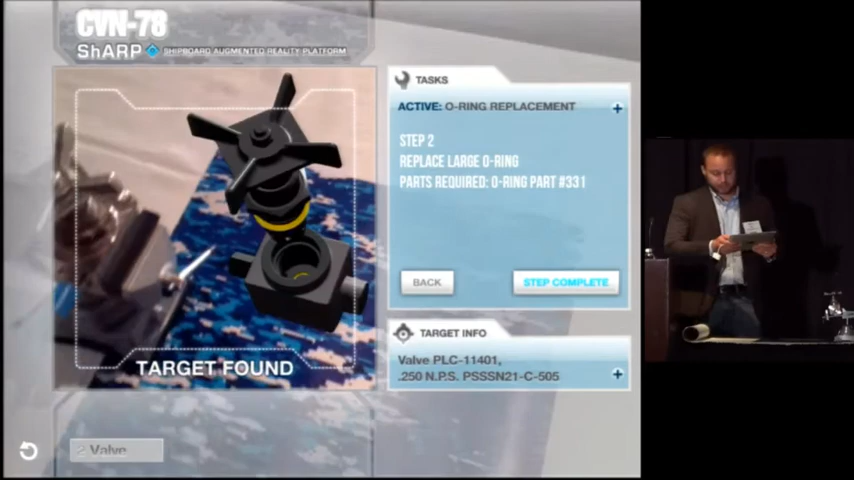 CVN-78
ShARP SHIPBOARD AUGMENTED REALITY PLATFORM
TASKS
ACTIVE: O-RING REPLACEMENT
+
STEP 2
REPLACE LARGE O-RING
PARTS REQUIRED: O-RING PART #331
BACK
STEP COMPLETE
TARGET FOUND
TARGET INFO
Valve PLC-11401,
.250 N.P.S. PSSSN21-C-505
+
2 Valve